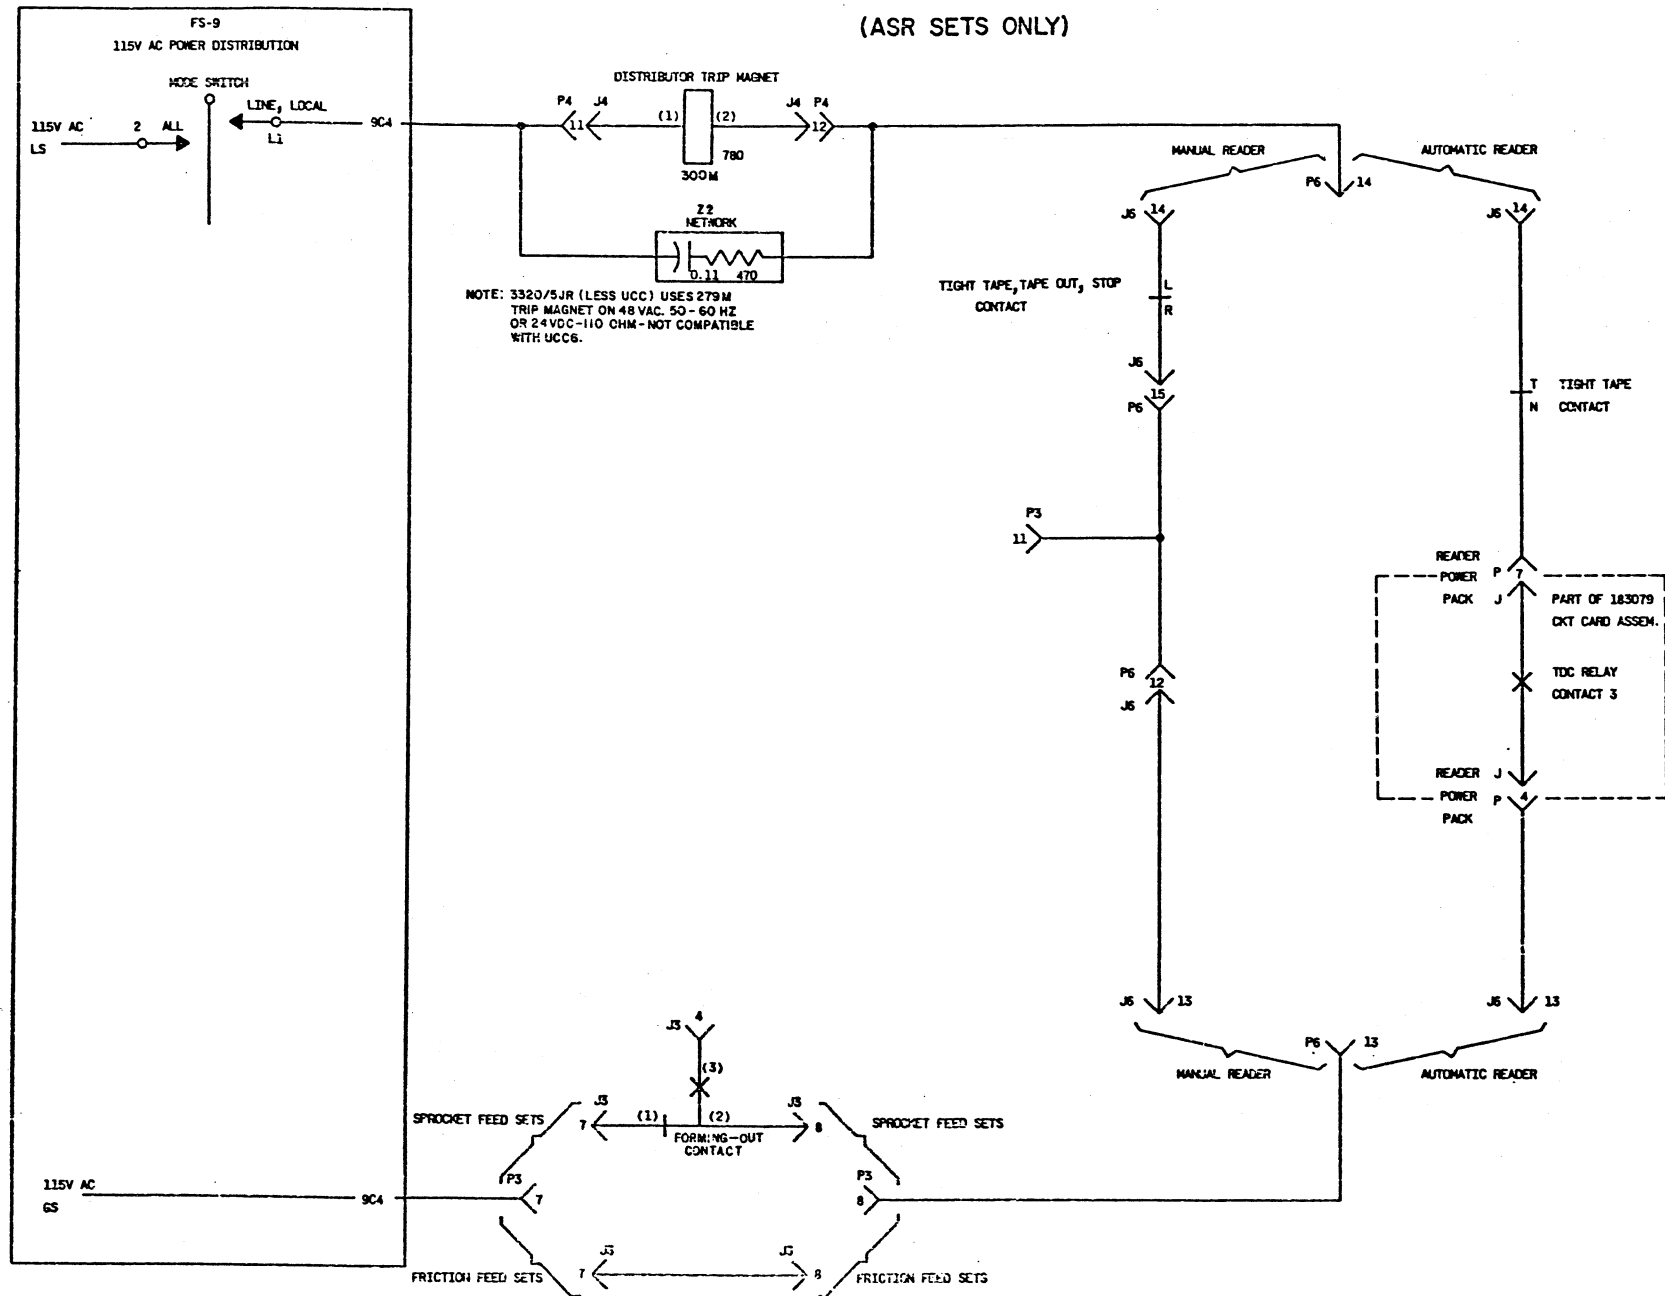 (ASR SETS ONLY)
FS-9
115V AC POWER DISTRIBUTION
MODE SWITCH
LINE, LOCAL
115V AC 2 ALL
LS
L1
9C4
DISTRIBUTOR TRIP MAGNET
P4 J4
11
(1) (2)
J4 P4
12
780
300M
Z2
NETWORK
0.11 470
NOTE: 3320/5JR (LESS UCC) USES 279M
TRIP MAGNET ON 48 VAC. 50-60 HZ
OR 24VDC-110 OHM-NOT COMPATIBLE
WITH UCC6.
MANUAL READER
AUTOMATIC READER
P6 14
J6 14
J6 14
TIGHT TAPE, TAPE OUT, STOP
CONTACT
L
R
J6
15
P6
T
N
TIGHT TAPE
CONTACT
P3
11
READER
POWER
PACK
P 7
J
PART OF 183079
CKT CARD ASSEM.
P6
12
J6
TDC RELAY
CONTACT 3
READER
POWER
PACK
J
P 4
J6 13
J6 13
P6 13
MANUAL READER
AUTOMATIC READER
J3 4
(3)
SPROCKET FEED SETS
J3
7
(1) (2)
J3
8
FORMING-OUT
CONTACT
SPROCKET FEED SETS
115V AC
GS
9C4
P3
7
P3
8
FRICTION FEED SETS
J3
7
J3
8
FRICTION FEED SETS